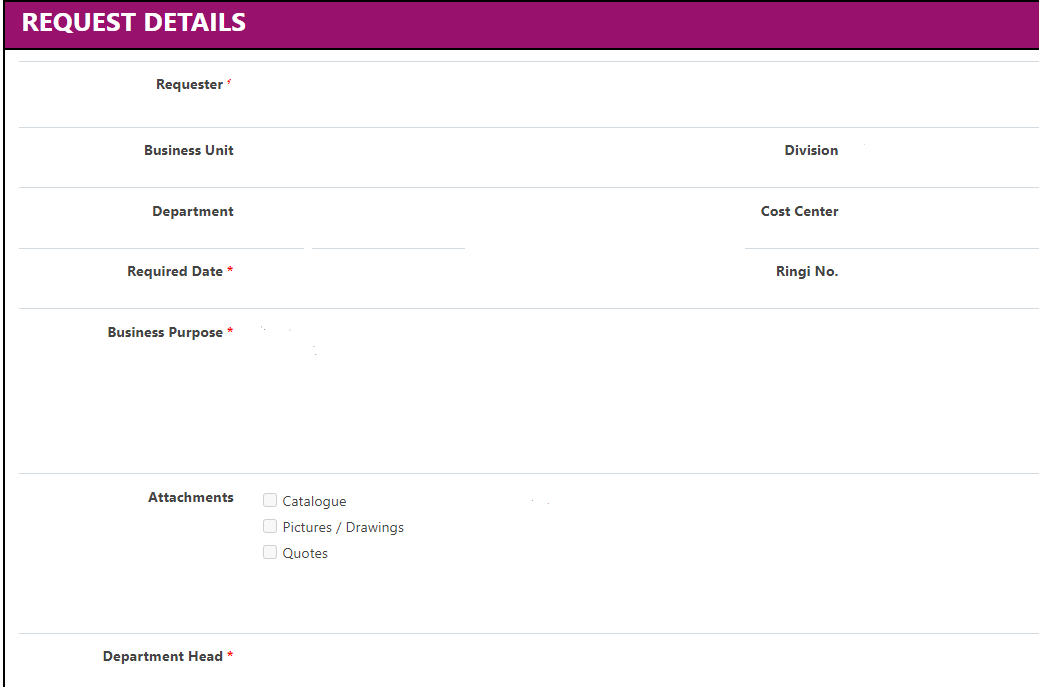 REQUEST DETAILS
Requester *
Business Unit
Division
Department
Cost Center
Required Date *
Ringi No.
Business Purpose *
Attachments
Catalogue
Pictures / Drawings
Quotes
Department Head *